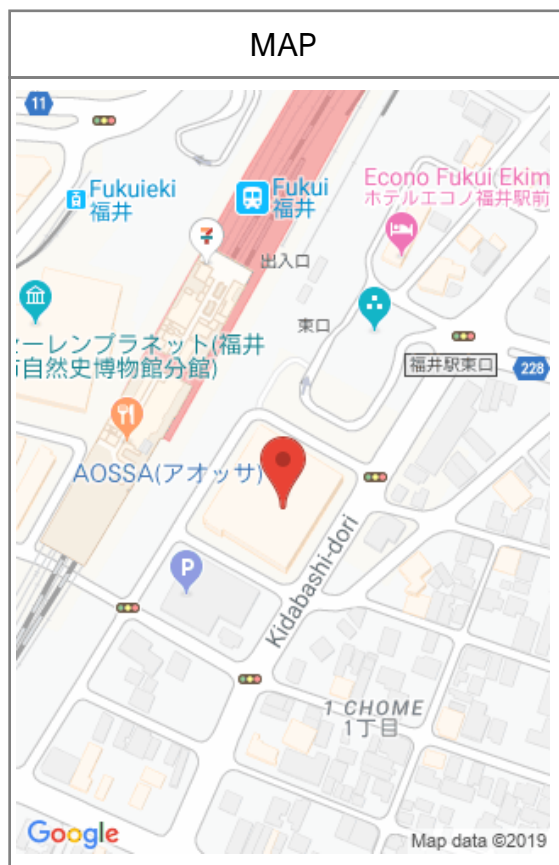 MAP
11
Fukuieki
福井
Fukui
福井
Econo Fukui Ekim
ホテルエコノ福井駅前
出入口
東口
ーレンプラネット(福井
市自然史博物館分館)
福井駅東口
228
AOSSA(アオッサ)
P
Kidabashi-dori
1 CHOME
1丁目
Google
Map data ©2019